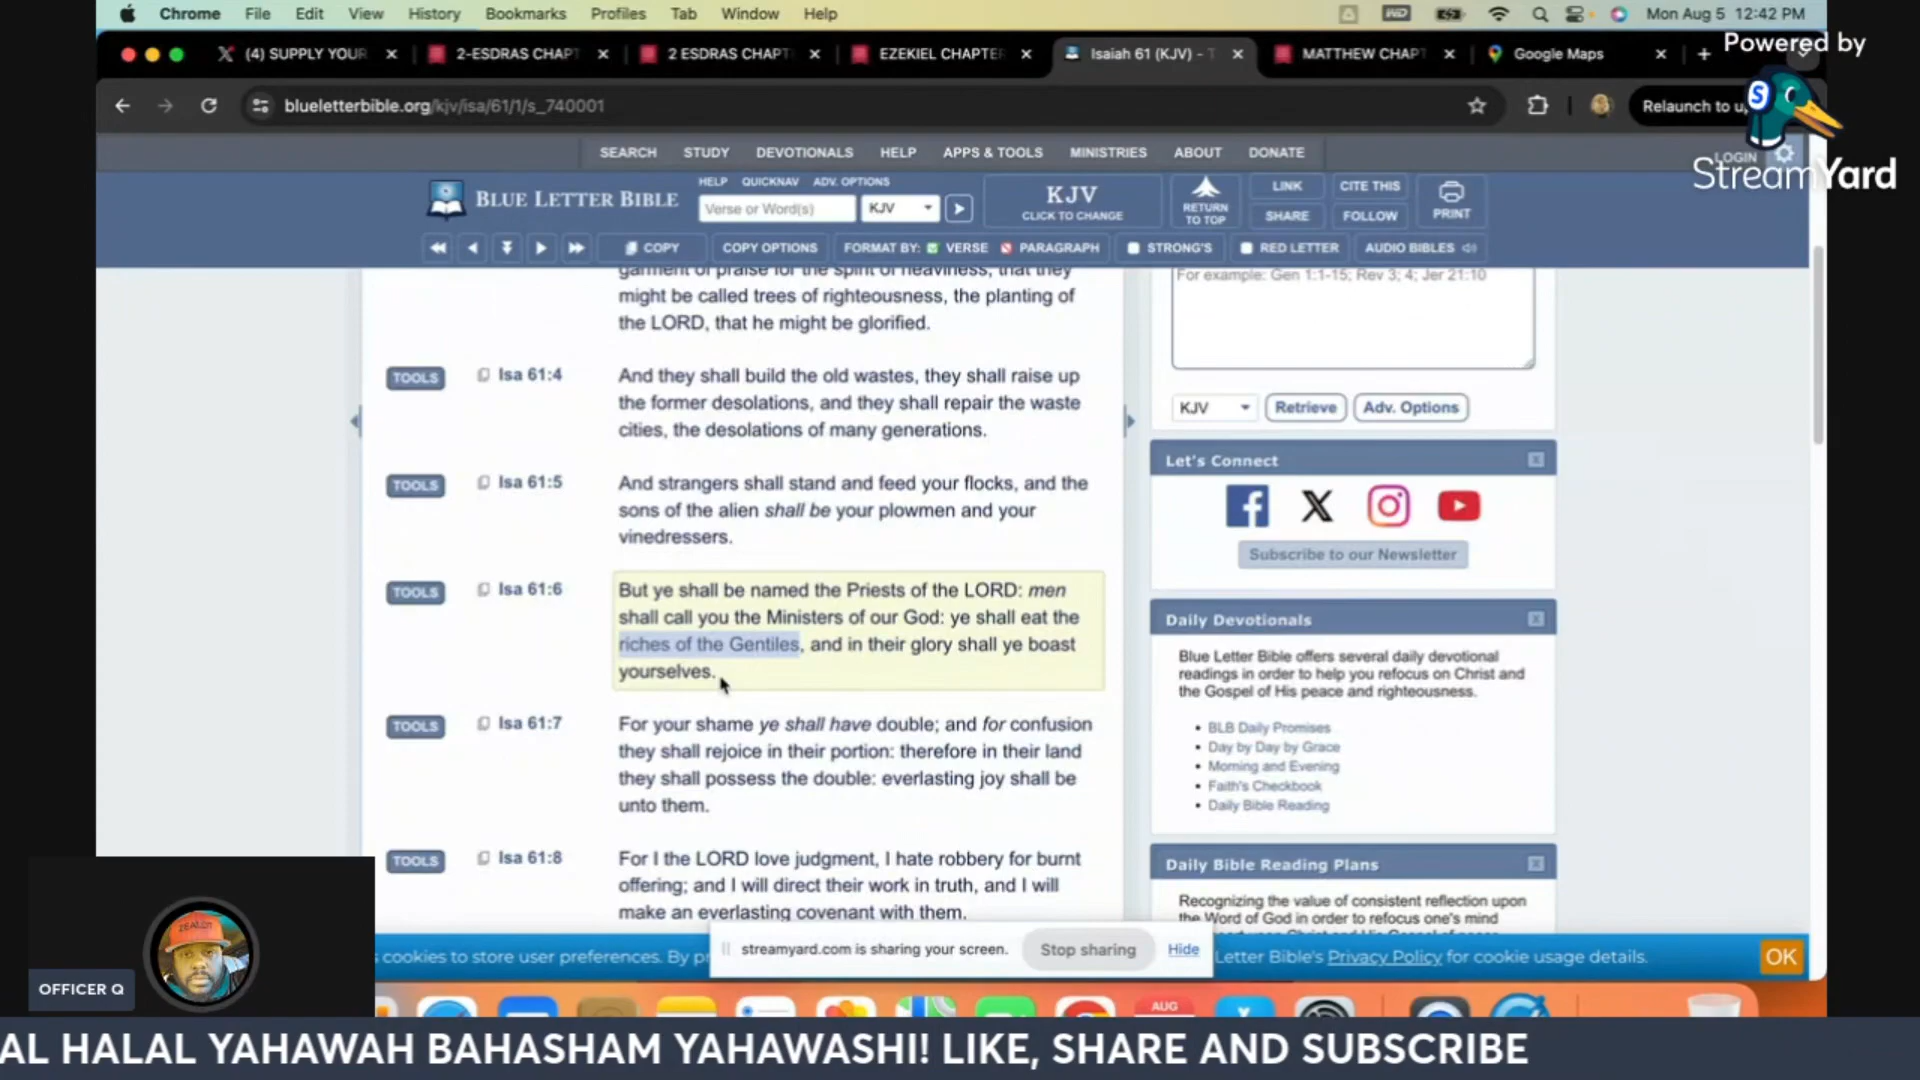 Chrome File Edit View History Bookmarks Profiles Tab Window Help
Mon Aug 5 12:42 PM
(4) SUPPLY YOUR
2-ESDRAS CHAPT
2 ESDRAS CHAPT
EZEKIEL CHAPTER
Isaiah 61 (KJV) - T
MATTHEW CHAPT
Google Maps
Powered by
StreamYard
blueletterbible.org/kjv/isa/61/1/s_740001
Relaunch to u
SEARCH STUDY DEVOTIONALS HELP APPS & TOOLS MINISTRIES ABOUT DONATE
LOGIN
BLUE LETTER BIBLE
HELP QUICKNAV ADV. OPTIONS
Verse or Word(s)
KJV
KJV
CLICK TO CHANGE
RETURN
TO TOP
LINK CITE THIS
SHARE FOLLOW
PRINT
COPY COPY OPTIONS FORMAT BY: VERSE PARAGRAPH STRONG'S RED LETTER AUDIO BIBLES
garment of praise for the spirit of heaviness, that they
might be called trees of righteousness, the planting of
the LORD, that he might be glorified.
TOOLS Isa 61:4
And they shall build the old wastes, they shall raise up
the former desolations, and they shall repair the waste
cities, the desolations of many generations.
TOOLS Isa 61:5
And strangers shall stand and feed your flocks, and the
sons of the alien shall be your plowmen and your
vinedressers.
TOOLS Isa 61:6
But ye shall be named the Priests of the LORD: men
shall call you the Ministers of our God: ye shall eat the
riches of the Gentiles, and in their glory shall ye boast
yourselves.
TOOLS Isa 61:7
For your shame ye shall have double; and for confusion
they shall rejoice in their portion: therefore in their land
they shall possess the double: everlasting joy shall be
unto them.
TOOLS Isa 61:8
For I the LORD love judgment, I hate robbery for burnt
offering; and I will direct their work in truth, and I will
make an everlasting covenant with them.
For example: Gen 1:1-15; Rev 3; 4; Jer 21:10
KJV Retrieve Adv. Options
Let's Connect
Subscribe to our Newsletter
Daily Devotionals
Blue Letter Bible offers several daily devotional
readings in order to help you refocus on Christ and
the Gospel of His peace and righteousness.
BLB Daily Promises
Day by Day by Grace
Morning and Evening
Faith's Checkbook
Daily Bible Reading
Daily Bible Reading Plans
Recognizing the value of consistent reflection upon
the Word of God in order to refocus one's mind
cookies to store user preferences. By
streamyard.com is sharing your screen. Stop sharing Hide
Letter Bible's Privacy Policy for cookie usage details. OK
ZEALOT
OFFICER Q
AUG
AL HALAL YAHAWAH BAHASHAM YAHAWASHI! LIKE, SHARE AND SUBSCRIBE